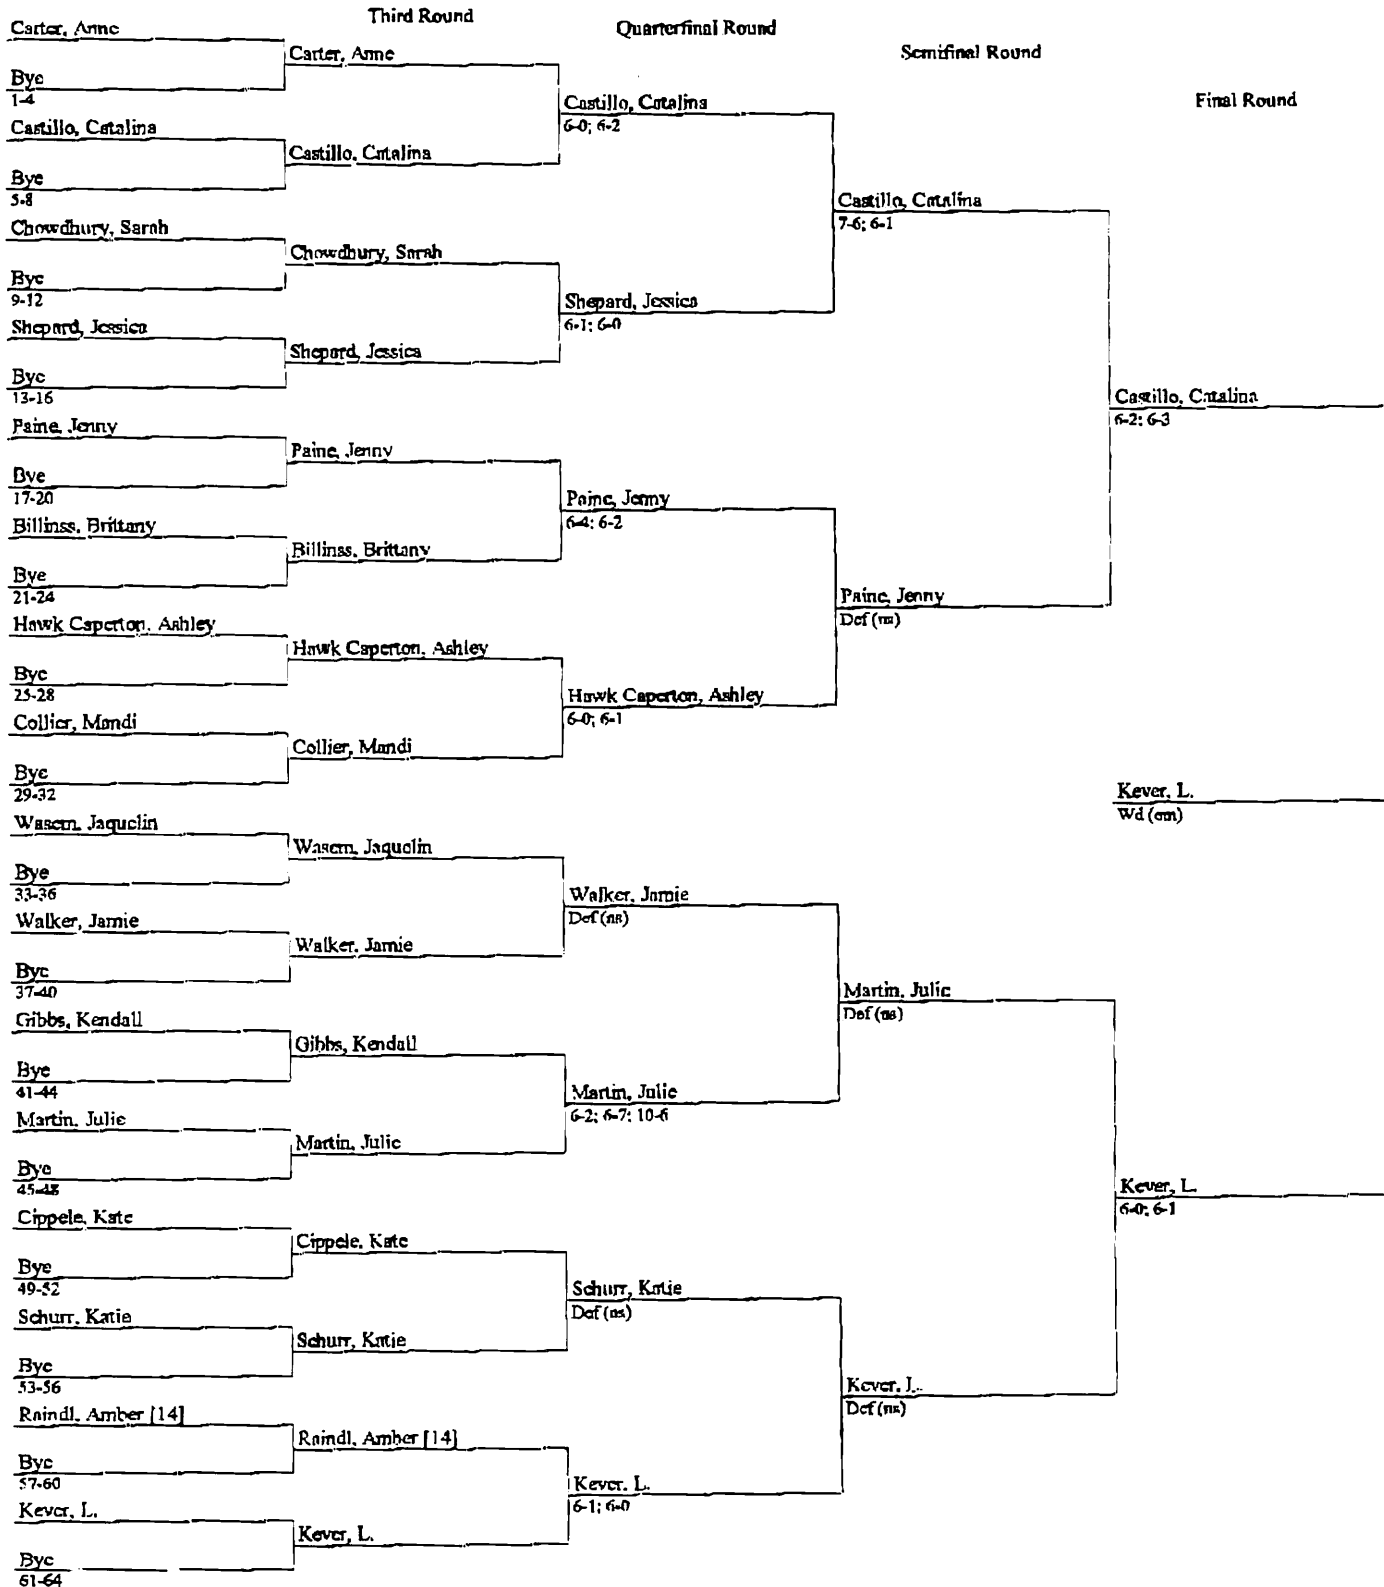 Third Round
Quarterfinal Round
Semifinal Round
Final Round
Carter, Anne
Bye
1-4
Castillo, Catalina
Bye
5-8
Chowdhury, Sarah
Bye
9-12
Shepard, Jessica
Bye
13-16
Paine, Jenny
Bye
17-20
Billinss, Brittany
Bye
21-24
Hawk Caperton, Ashley
Bye
25-28
Collier, Mandi
Bye
29-32
Wasem, Jaquelin
Bye
33-36
Walker, Jamie
Bye
37-40
Gibbs, Kendall
Bye
41-44
Martin, Julie
Bye
45-48
Cippele, Kate
Bye
49-52
Schurr, Katie
Bye
53-56
Raindl, Amber [14]
Bye
57-60
Kever, L.
Bye
61-64
Carter, Anne
Castillo, Catalina
Chowdhury, Sarah
Shepard, Jessica
Paine, Jenny
Billinss, Brittany
Hawk Caperton, Ashley
Collier, Mandi
Wasem, Jaquelin
Walker, Jamie
Gibbs, Kendall
Martin, Julie
Cippele, Kate
Schurr, Katie
Raindl, Amber [14]
Kever, L.
Castillo, Catalina
6-0; 6-2
Shepard, Jessica
6-1; 6-0
Paine, Jenny
6-4; 6-2
Hawk Caperton, Ashley
6-0; 6-1
Walker, Jamie
Def (ns)
Martin, Julie
6-2; 6-7; 10-6
Schurr, Katie
Def (ns)
Kever, L.
6-1; 6-0
Castillo, Catalina
7-6; 6-1
Paine, Jenny
Def (ns)
Martin, Julie
Def (ns)
Kever, L.
Def (ns)
Castillo, Catalina
6-2; 6-3
Kever, L.
Wd
Kever, L.
6-0; 6-1